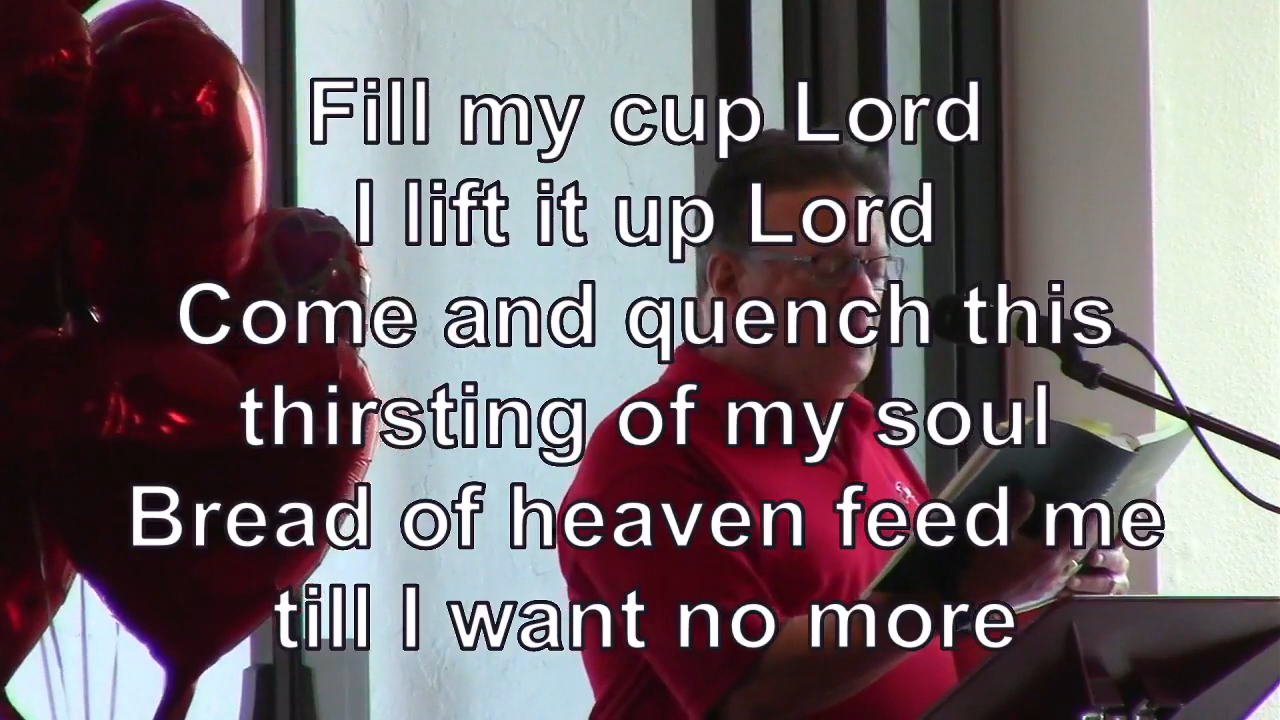 Fill my cup Lord
I lift it up Lord
Come and quench this
thirsting of my soul
Bread of heaven feed me
till I want no more